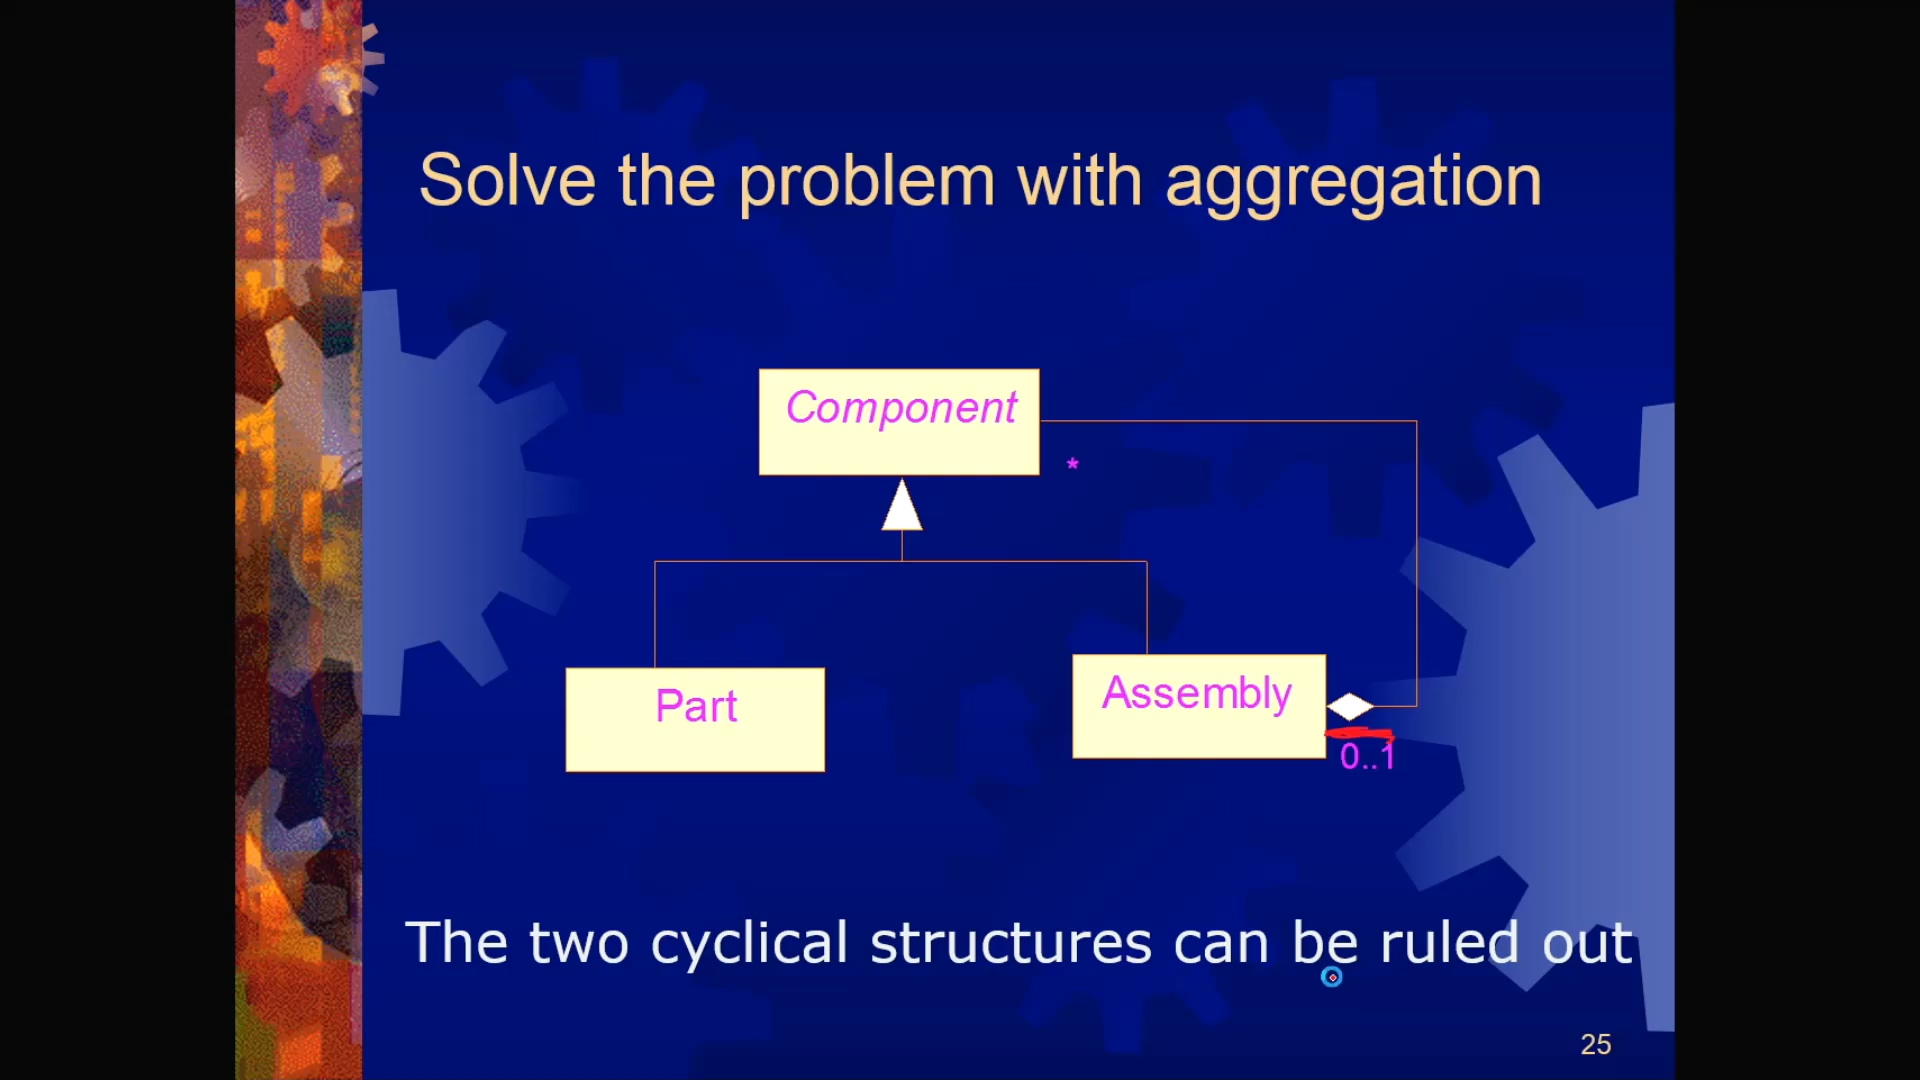 Solve the problem with aggregation
Component
*
Part
Assembly
0..1
The two cyclical structures can be ruled out
25